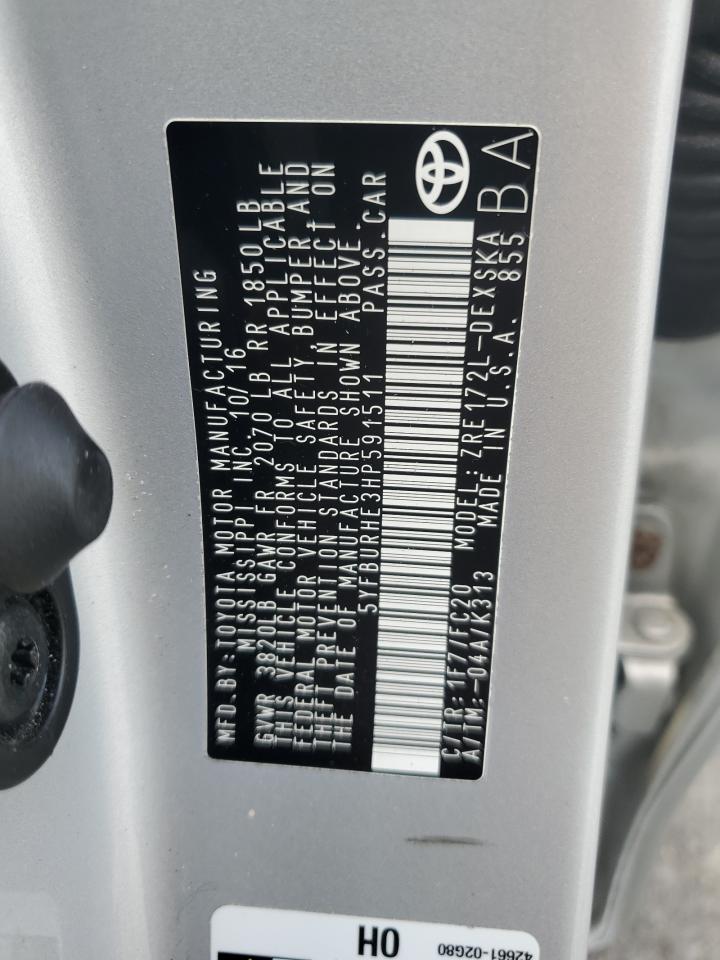 MFD.BY:TOYOTA MOTOR MANUFACTURING
MISSISSIPPI INC. 10/16
GVWR 3820LB GAWR FR 2070 LB RR 1850LB
THIS VEHICLE CONFORMS TO ALL APPLICABLE
FEDERAL MOTOR VEHICLE SAFETY, BUMPER AND
THEFT PREVENTION STANDARDS IN EFFECT ON
THE DATE OF MANUFACTURE SHOWN ABOVE.
5YFBURHE3HP591511 PASS.CAR
C/TR: 1F7/FC20 MODEL: ZRE172L-DEXSKA
A/TM:-04A/K313 MADE IN U.S.A. 855
BA
OH
42661-02G80